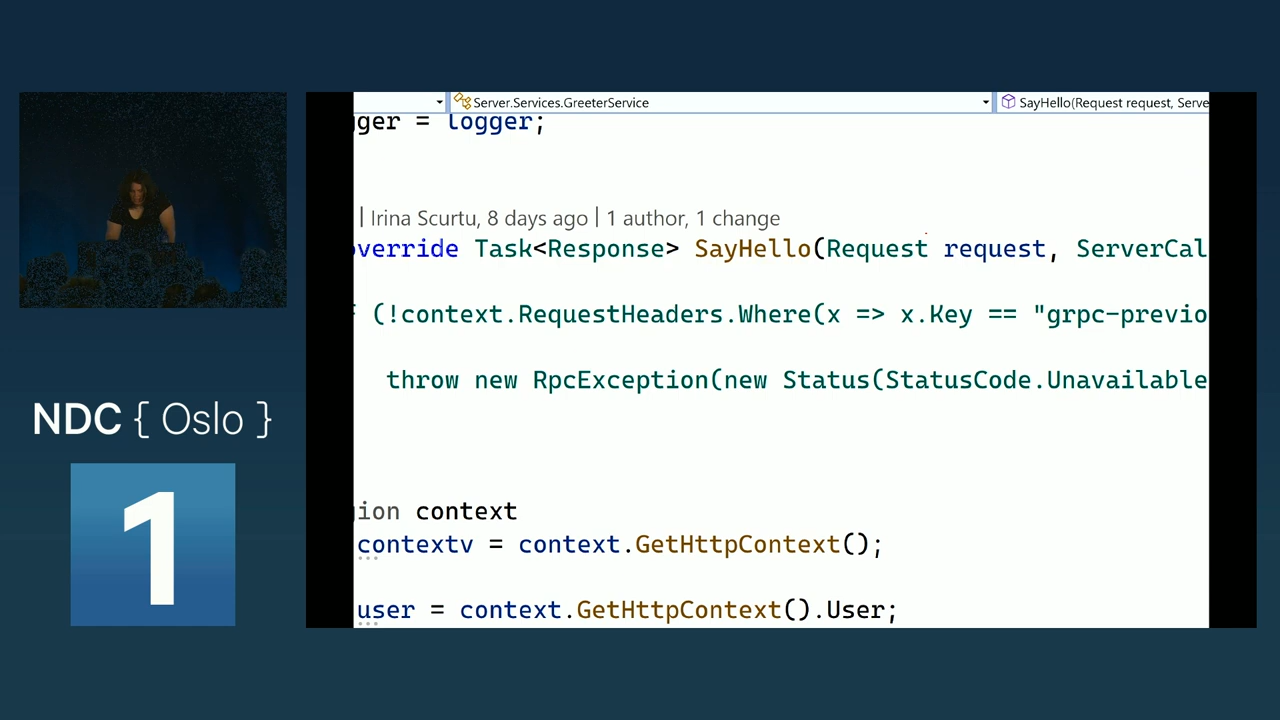 NDC { Oslo }
1
Server.Services.GreeterService
SayHello(Request request, Serve
gger = logger;
| Irina Scurtu, 8 days ago | 1 author, 1 change
override Task<Response> SayHello(Request request, ServerCal
f (!context.RequestHeaders.Where(x => x.Key == "grpc-previo
throw new RpcException(new Status(StatusCode.Unavailable
gion context
contextv = context.GetHttpContext();
user = context.GetHttpContext().User;